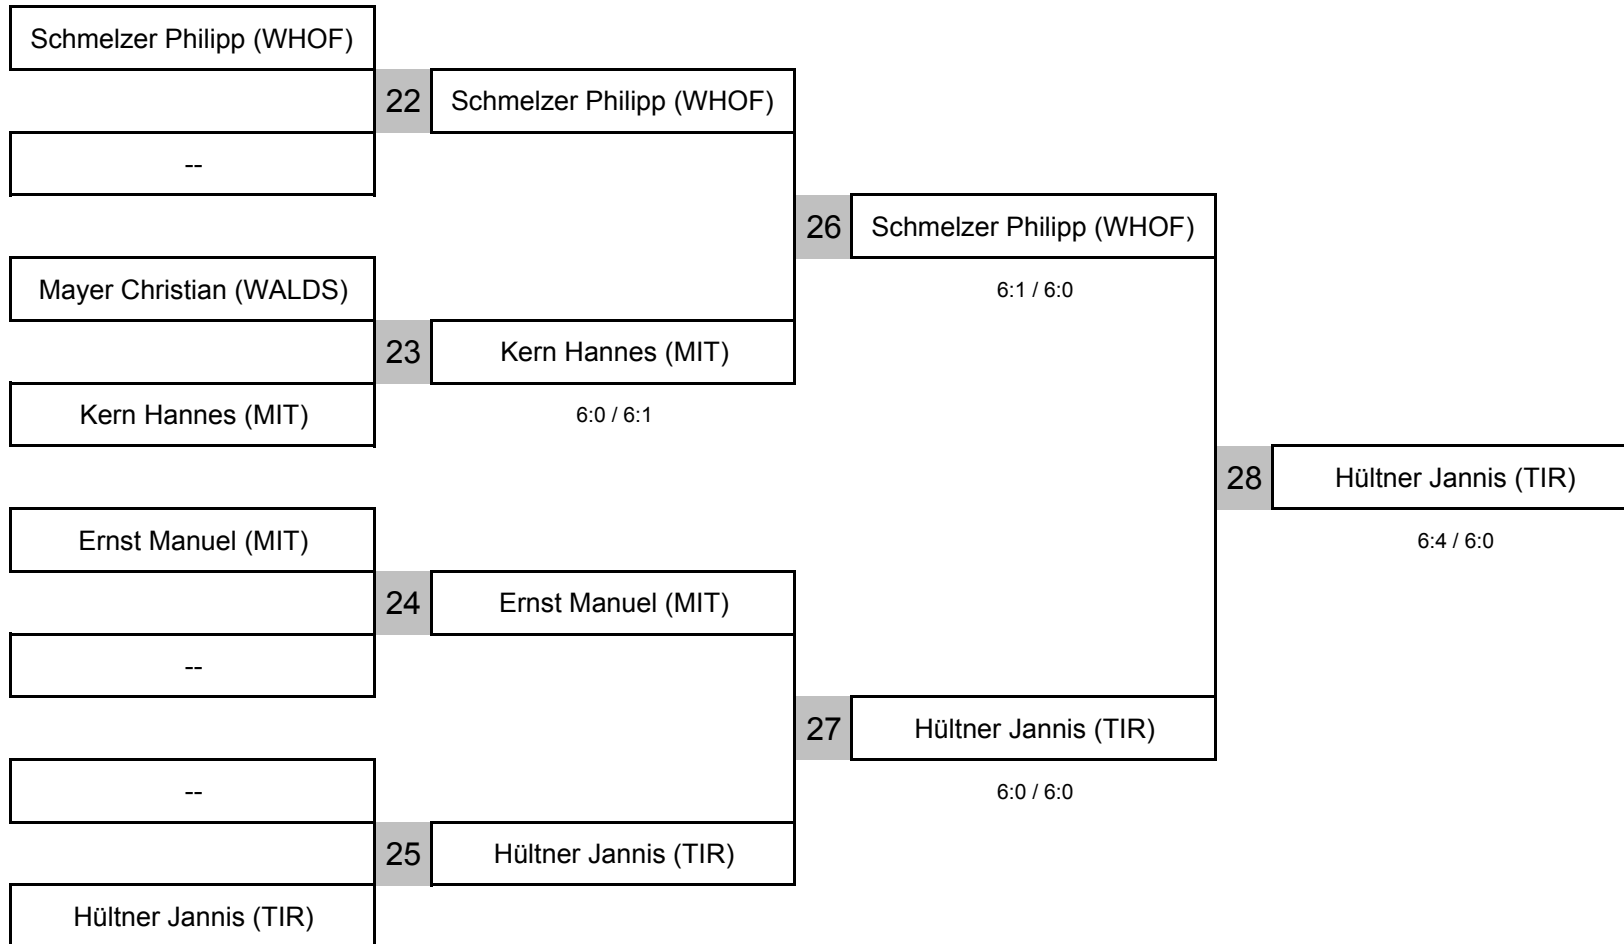 Schmelzer Philipp (WHOF)
22 Schmelzer Philipp (WHOF)
--
26 Schmelzer Philipp (WHOF)
Mayer Christian (WALDS)
6:1 / 6:0
23 Kern Hannes (MIT)
Kern Hannes (MIT)
6:0 / 6:1
28 Hültner Jannis (TIR)
Ernst Manuel (MIT)
6:4 / 6:0
24 Ernst Manuel (MIT)
--
27 Hültner Jannis (TIR)
--
6:0 / 6:0
25 Hültner Jannis (TIR)
Hültner Jannis (TIR)